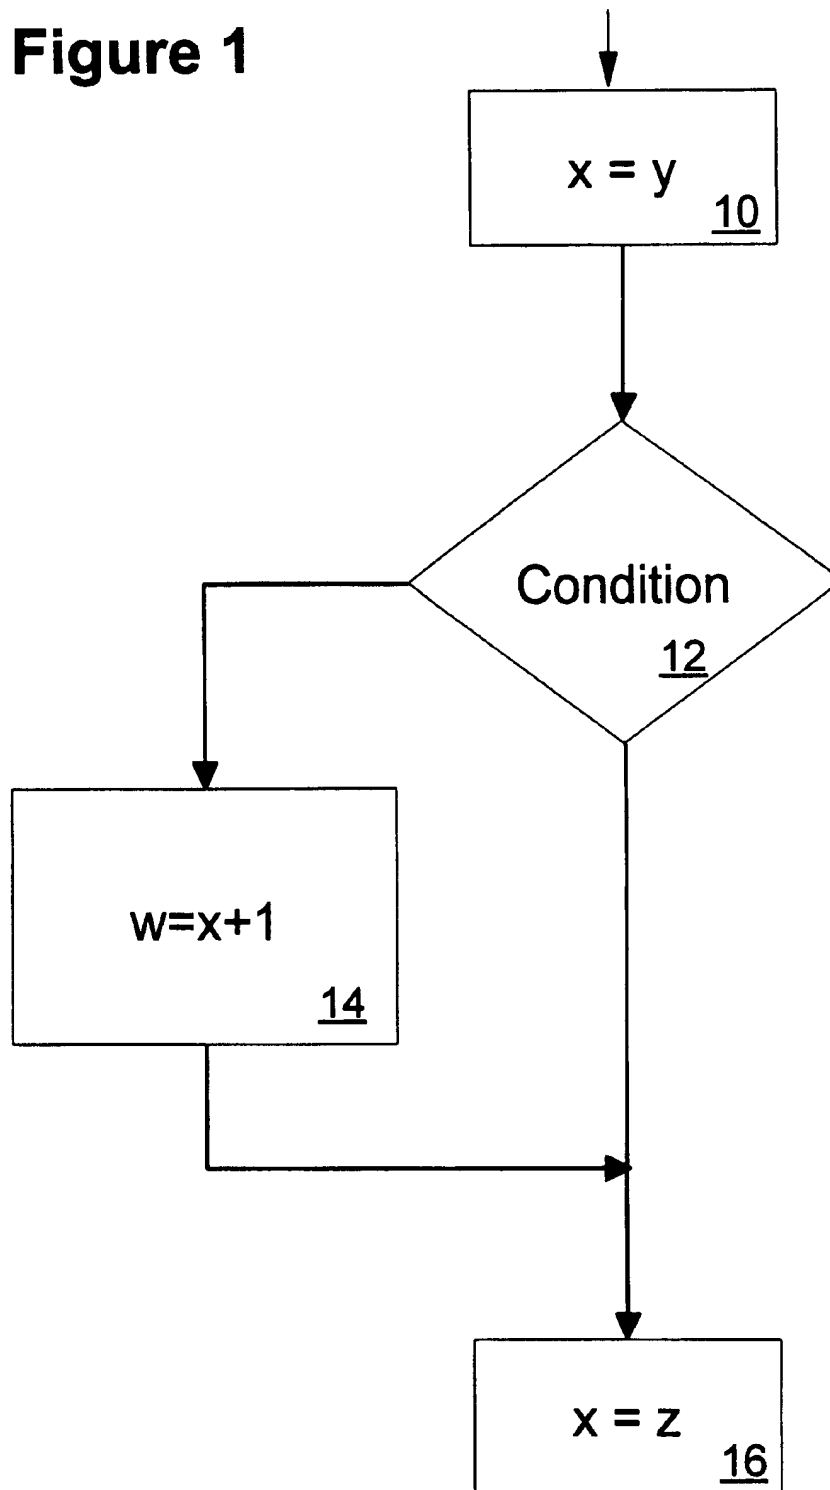 Figure 1
x = y
10
Condition
12
w=x+1
14
x = z
16